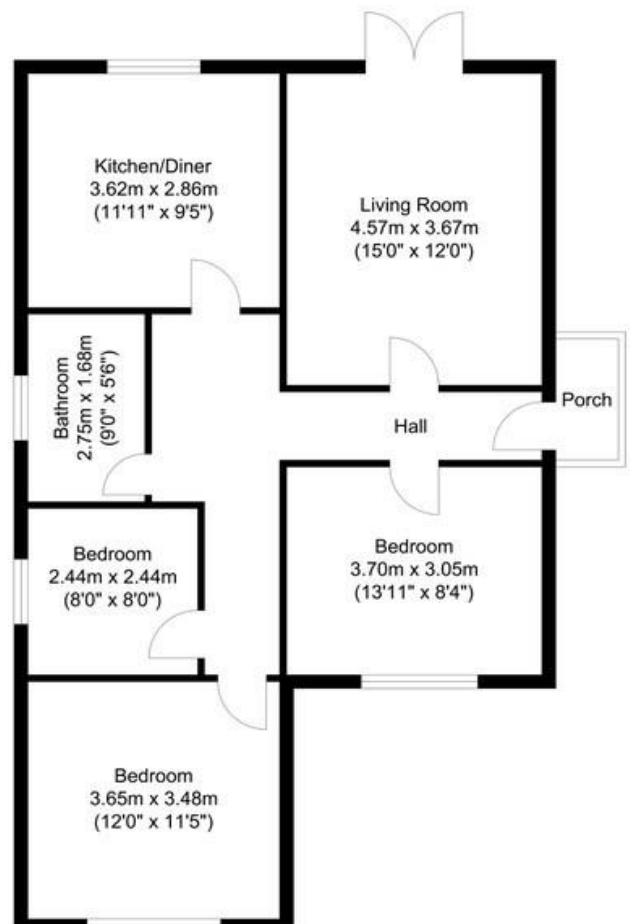 Kitchen/Diner
3.62m x 2.86m
(11'11" x 9'5")
Living Room
4.57m x 3.67m
(15'0" x 12'0")
Bathroom
2.75m x 1.68m
(9'0" x 5'6")
Hall
Porch
Bedroom
2.44m x 2.44m
(8'0" x 8'0")
Bedroom
3.70m x 3.05m
(13'11" x 8'4")
Bedroom
3.65m x 3.48m
(12'0" x 11'5")